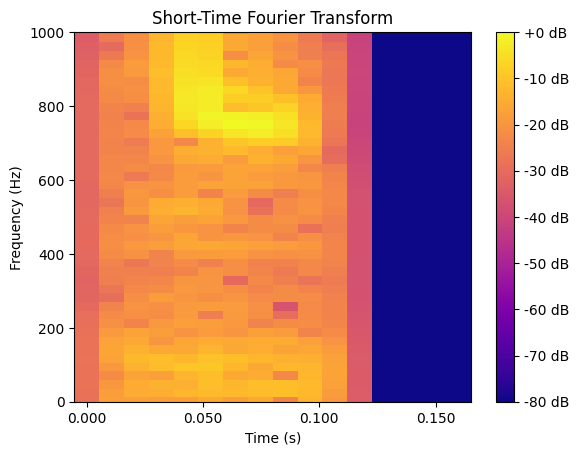 Short-Time Fourier Transform
1000
800
600
400
200
0
Frequency (Hz)
0.000
0.050
0.100
0.150
Time (s)
+0 dB
-10 dB
-20 dB
-30 dB
-40 dB
-50 dB
-60 dB
-70 dB
-80 dB